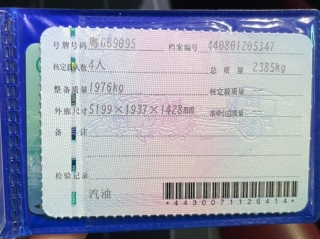 号牌号码 粤GB9095 档案编号 440801205347
核定载人数 4人 总质量 2385kg
整备质量 1976kg 核定载质量
外廓尺寸 5199×1937×1428mm 准牵引总质量
备注
检验记录
汽油
*4430071126414*